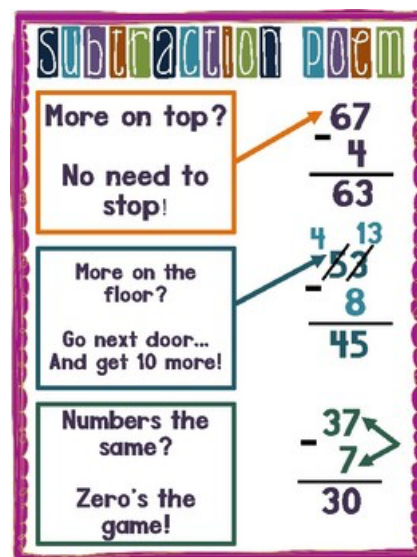 Subtraction Poem
More on top?
No need to
stop!
67
- 4
63
More on the
floor?
Go next door...
And get 10 more!
4 13
53
- 8
45
Numbers the
same?
Zero's the
game!
37
- 7
30